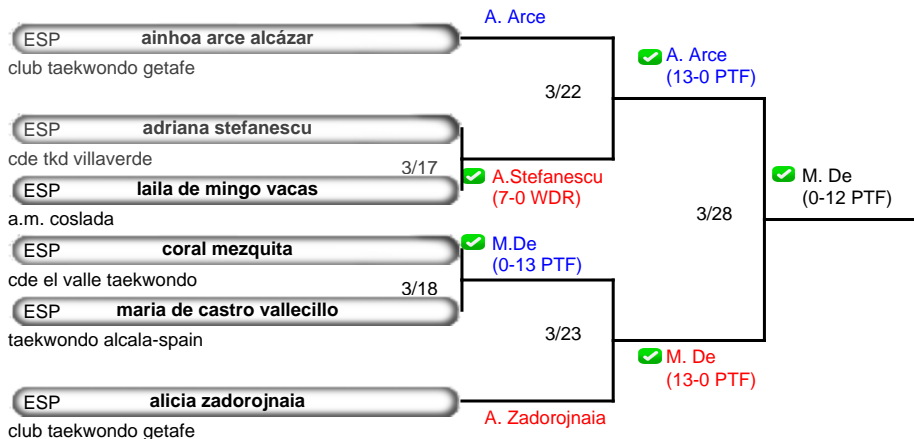 A. Arce
ESP ainhoa arce alcázar
club taekwondo getafe
A. Arce
(13-0 PTF)
3/22
ESP adriana stefanescu
cde tkd villaverde
3/17
A.Stefanescu
(7-0 WDR)
ESP laila de mingo vacas
a.m. coslada
M. De
(0-12 PTF)
3/28
ESP coral mezquita
cde el valle taekwondo
M.De
(0-13 PTF)
3/18
ESP maria de castro vallecillo
taekwondo alcala-spain
3/23
M. De
(13-0 PTF)
ESP alicia zadorojnaia
club taekwondo getafe
A. Zadorojnaia